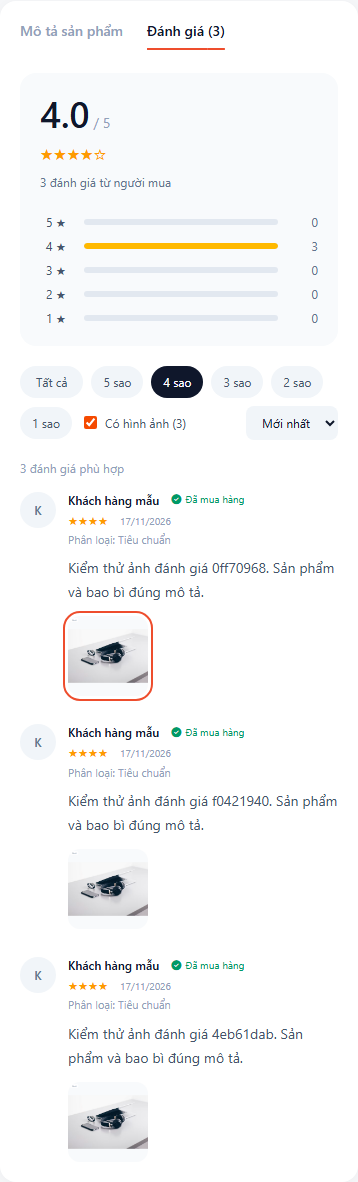 Mô tả sản phẩm
Đánh giá (3)
4.0 / 5
★★★★☆
3 đánh giá từ người mua
5 ★ 0
4 ★ 3
3 ★ 0
2 ★ 0
1 ★ 0
Tất cả
5 sao
4 sao
3 sao
2 sao
1 sao
Có hình ảnh (3)
Mới nhất
3 đánh giá phù hợp
K
Khách hàng mẫu
Đã mua hàng
★★★★ 17/11/2026
Phân loại: Tiêu chuẩn
Kiểm thử ảnh đánh giá 0ff70968. Sản phẩm
và bao bì đúng mô tả.
K
Khách hàng mẫu
Đã mua hàng
★★★★ 17/11/2026
Phân loại: Tiêu chuẩn
Kiểm thử ảnh đánh giá f0421940. Sản phẩm
và bao bì đúng mô tả.
K
Khách hàng mẫu
Đã mua hàng
★★★★ 17/11/2026
Phân loại: Tiêu chuẩn
Kiểm thử ảnh đánh giá 4eb61dab. Sản
phẩm và bao bì đúng mô tả.